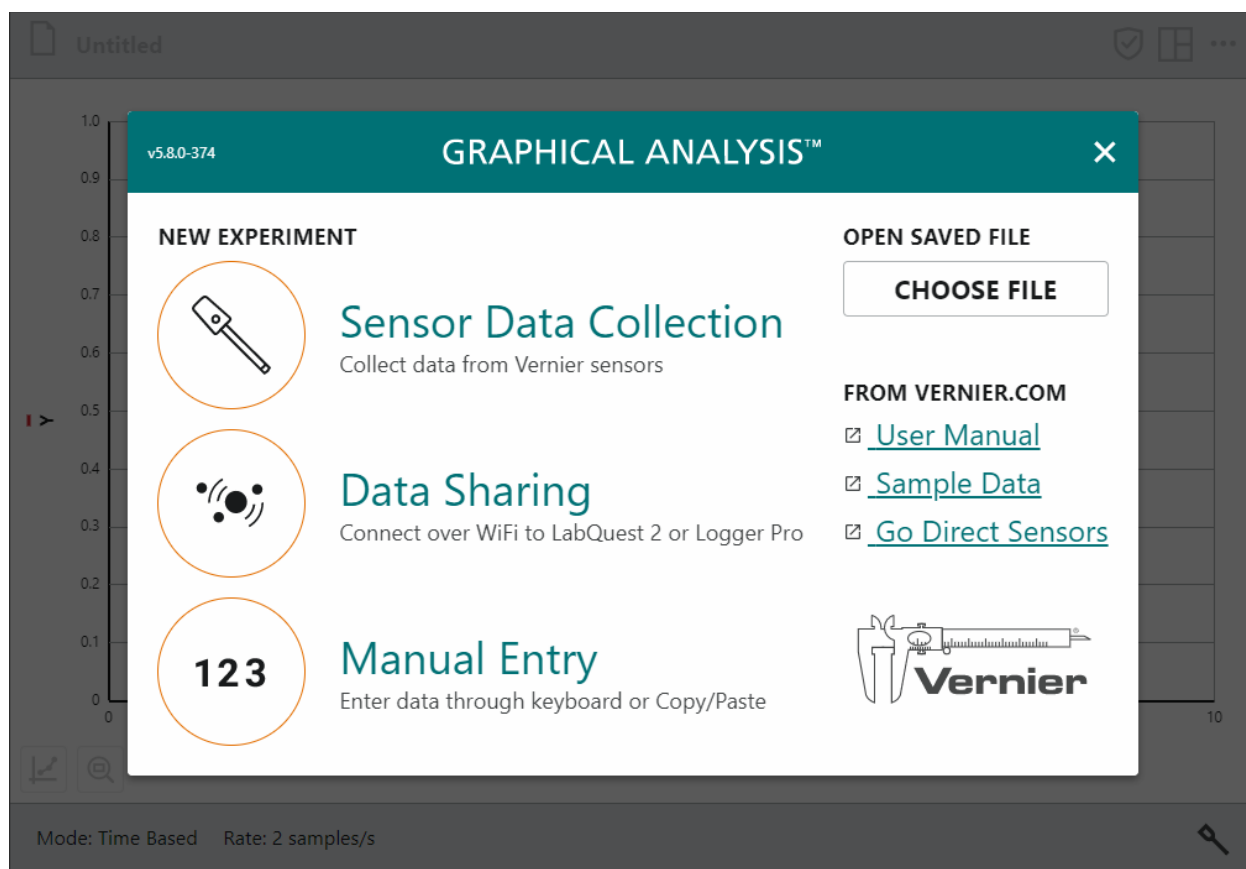 Untitled
v5.8.0-374
GRAPHICAL ANALYSIS™
NEW EXPERIMENT
Sensor Data Collection
Collect data from Vernier sensors
Data Sharing
Connect over WiFi to LabQuest 2 or Logger Pro
123
Manual Entry
Enter data through keyboard or Copy/Paste
OPEN SAVED FILE
CHOOSE FILE
FROM VERNIER.COM
User Manual
Sample Data
Go Direct Sensors
Vernier
1.0
0.9
0.8
0.7
0.6
0.5
0.4
0.3
0.2
0.1
0
Y
0
10
Mode: Time Based Rate: 2 samples/s